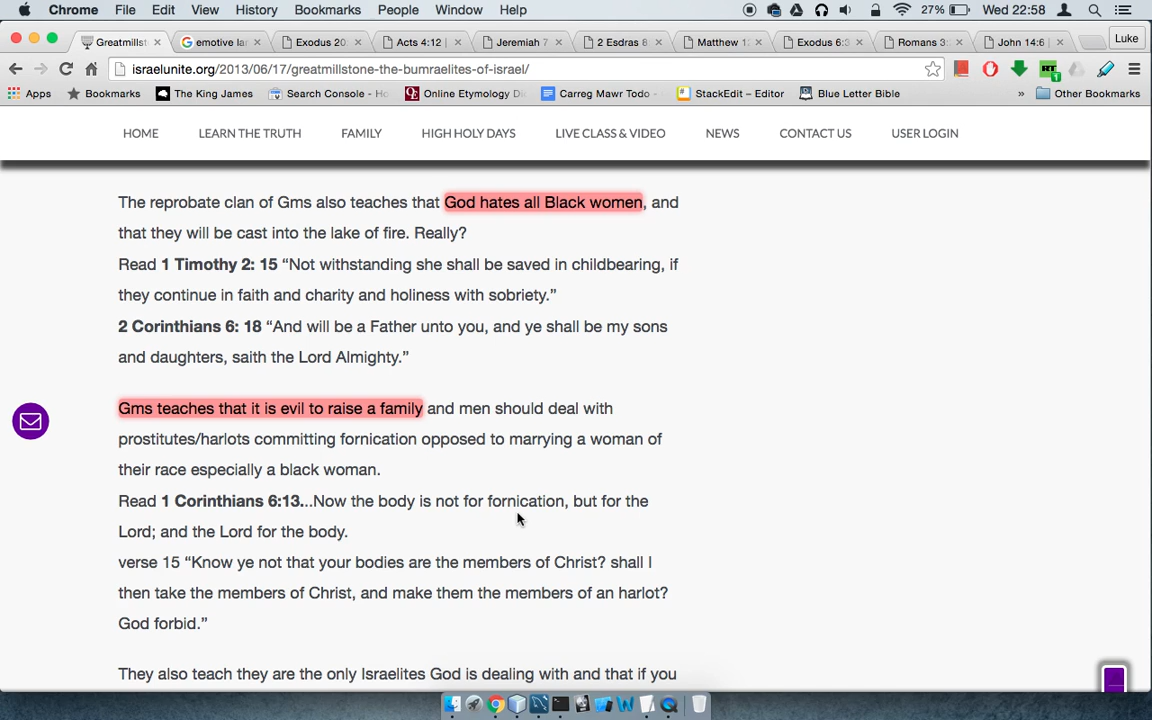 Chrome File Edit View History Bookmarks People Window Help 27% Wed 22:58
Greatmillst emotive lar Exodus 20: Acts 4:12 | Jeremiah 7 2 Esdras 8 Matthew 1 Exodus 6:3 Romans 3: John 14:6 | Luke
israelunite.org/2013/06/17/greatmillstone-the-bumraelites-of-israel/
Apps Bookmarks The King James Search Console - Ho Online Etymology Dic Carreg Mawr Todo - StackEdit – Editor Blue Letter Bible » Other Bookmarks
HOME LEARN THE TRUTH FAMILY HIGH HOLY DAYS LIVE CLASS & VIDEO NEWS CONTACT US USER LOGIN
The reprobate clan of Gms also teaches that God hates all Black women, and
that they will be cast into the lake of fire. Really?
Read 1 Timothy 2: 15 “Not withstanding she shall be saved in childbearing, if
they continue in faith and charity and holiness with sobriety.”
2 Corinthians 6: 18 “And will be a Father unto you, and ye shall be my sons
and daughters, saith the Lord Almighty.”
Gms teaches that it is evil to raise a family and men should deal with
prostitutes/harlots committing fornication opposed to marrying a woman of
their race especially a black woman.
Read 1 Corinthians 6:13...Now the body is not for fornication, but for the
Lord; and the Lord for the body.
verse 15 “Know ye not that your bodies are the members of Christ? shall I
then take the members of Christ, and make them the members of an harlot?
God forbid.”
They also teach they are the only Israelites God is dealing with and that if you